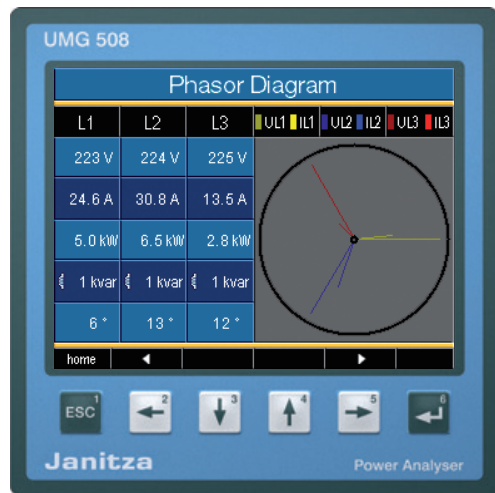 UMG 508
Phasor Diagram
L1 L2 L3 UL1 IL1 UL2 IL2 UL3 IL3
223 V 224 V 225 V
24.6 A 30.8 A 13.5 A
5.0 kW 6.5 kW 2.8 kW
1 kvar 1 kvar 1 kvar
6 ° 13 ° 12 °
home
ESC 1 2 3 4 5 6
Janitza Power Analyser